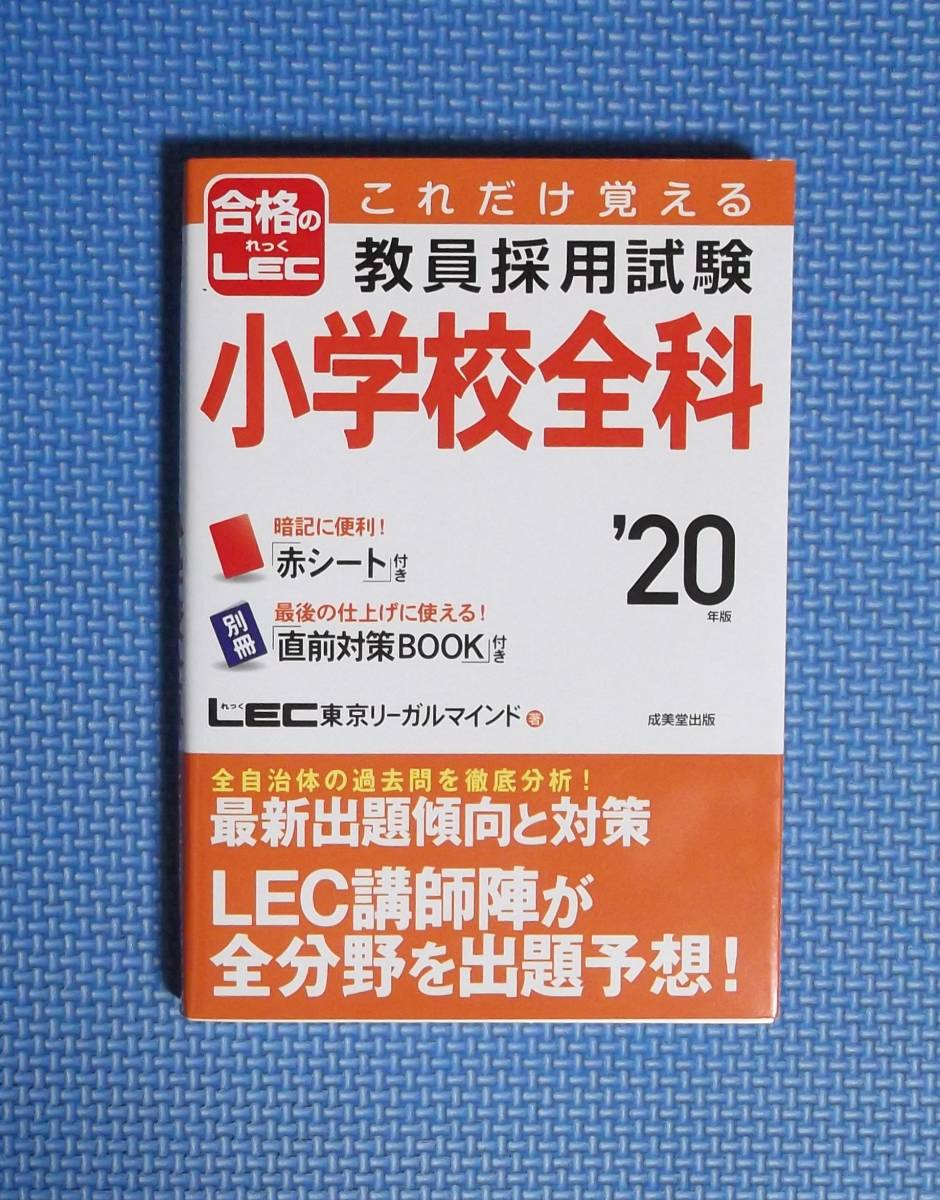 合格の
れっく
LEC
これだけ覚える
教員採用試験
小学校全科
暗記に便利！
「赤シート」付き
別冊
最後の仕上げに使える！
「直前対策BOOK」付き
'20
年版
れっく
LEC東京リーガルマインド 著
成美堂出版
全自治体の過去問を徹底分析！
最新出題傾向と対策
LEC講師陣が
全分野を出題予想！